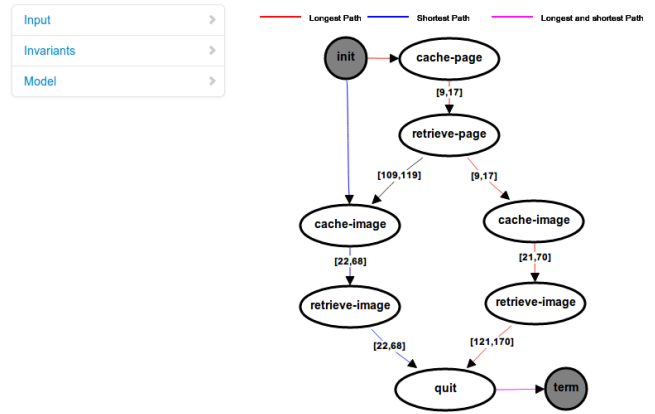 Input
Invariants
Model
Longest Path
Shortest Path
Longest and shortest Path
init
cache-page
[9,17]
retrieve-page
[109,119]
[9,17]
cache-image
cache-image
[22,68]
[21,70]
retrieve-image
retrieve-image
[22,68]
[121,170]
quit
term